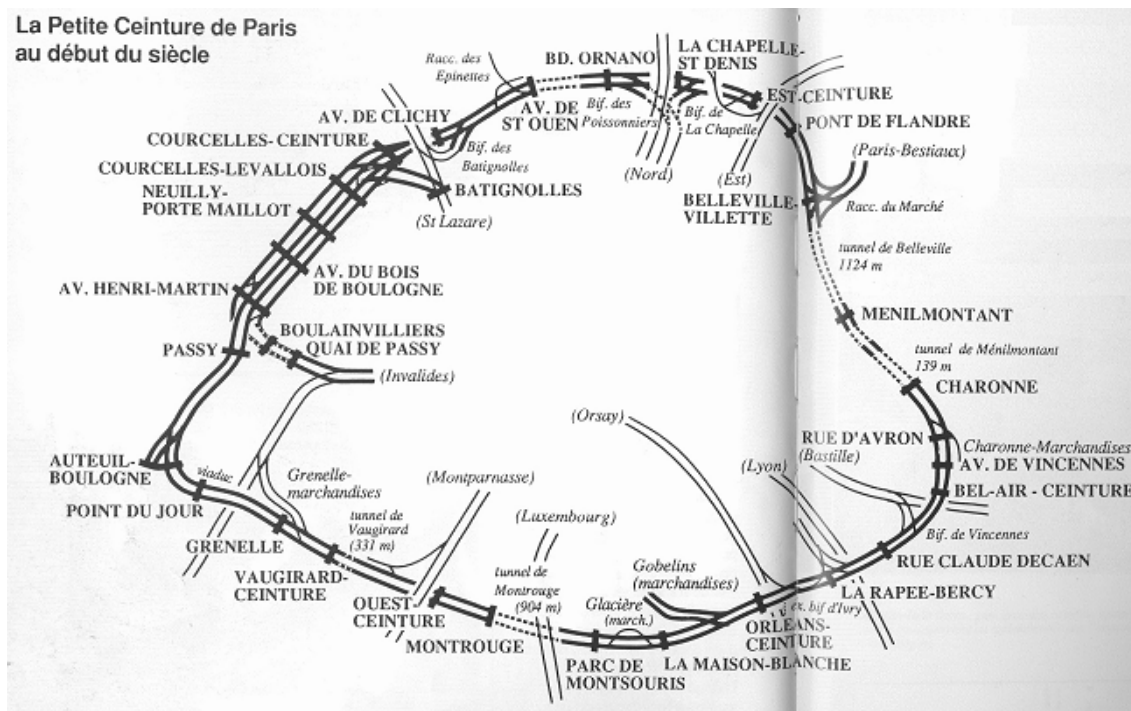 La Petite Ceinture de Paris
au début du siècle
Racc. des
Epinettes
BD. ORNANO
LA CHAPELLE-
ST DENIS
EST-CEINTURE
AV. DE
ST OUEN
Bif. des
Poissonniers
Bif. de
La Chapelle
PONT DE FLANDRE
AV. DE CLICHY
COURCELLES-CEINTURE
Bif. des
Batignolles
(Nord)
(Est)
(Paris-Bestiaux)
COURCELLES-LEVALLOIS
BATIGNOLLES
BELLEVILLE-
VILLETTE
Racc. du Marché
NEUILLY-
PORTE MAILLOT
(St Lazare)
tunnel de Belleville
1124 m
AV. DU BOIS
DE BOULOGNE
AV. HENRI-MARTIN
MENILMONTANT
BOULAINVILLIERS
QUAI DE PASSY
PASSY
(Invalides)
tunnel de Ménilmontant
139 m
CHARONNE
(Orsay)
RUE D'AVRON
(Bastille)
Charonne-Marchandises
AV. DE VINCENNES
AUTEUIL-
BOULOGNE
viaduc
Grenelle-
marchandises
(Montparnasse)
(Lyon)
BEL-AIR - CEINTURE
POINT DU JOUR
tunnel de
Vaugirard
(331 m)
(Luxembourg)
Bif. de Vincennes
GRENELLE
RUE CLAUDE DECAEN
VAUGIRARD-
CEINTURE
tunnel de
Montrouge
(904 m)
Gobelins
(marchandises)
LA RAPEE-BERCY
OUEST-
CEINTURE
Glacière
(march.)
ex. bif d'Ivry
ORLEANS-
CEINTURE
MONTROUGE
PARC DE
MONTSOURIS
LA MAISON-BLANCHE